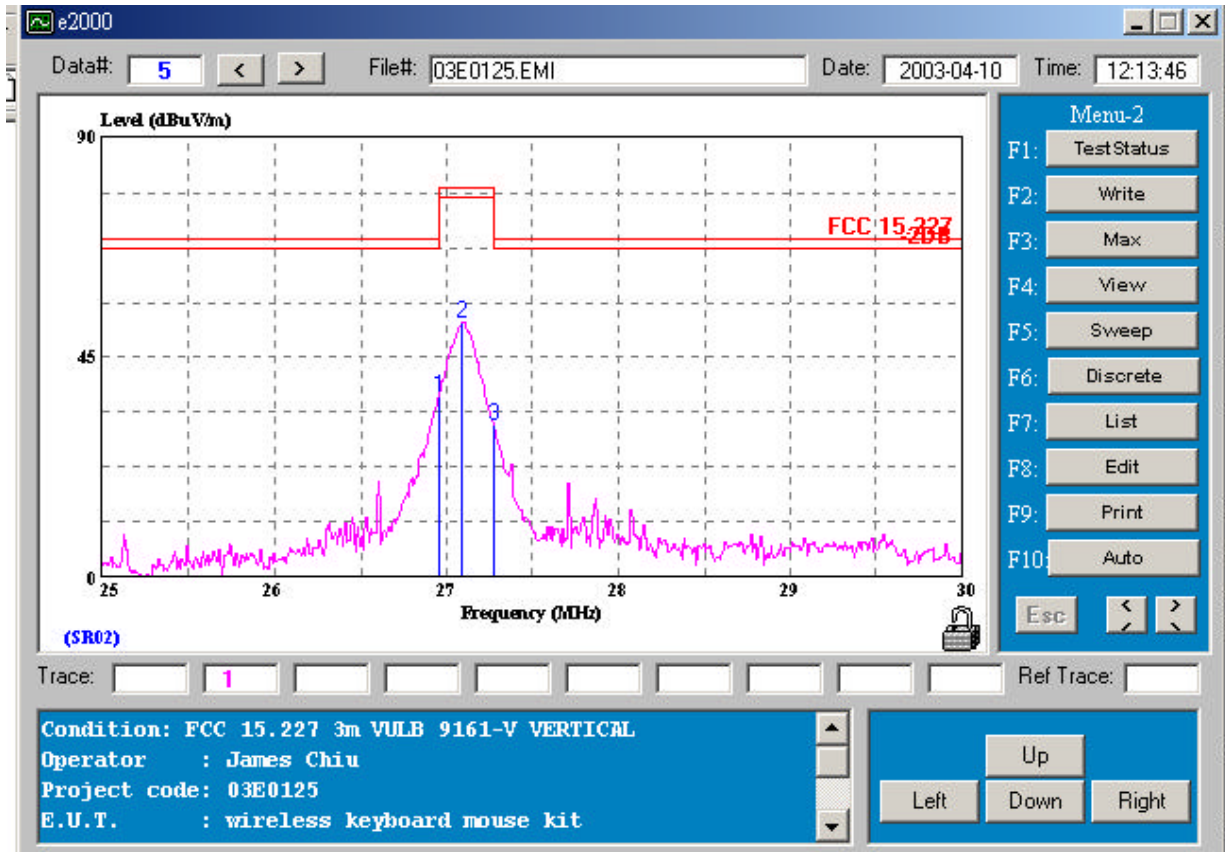 e2000
Data#: 5 < > File#: 03E0125.EMI Date: 2003-04-10 Time: 12:13:46
Level (dBuV/m)
90
45
0
FCC 15.227
-2DB
2
1
3
25 26 27 28 29 30
Frequency (MHz)
(SR02)
Menu-2
F1: TestStatus
F2: Write
F3: Max
F4: View
F5: Sweep
F6: Discrete
F7: List
F8: Edit
F9: Print
F10: Auto
Esc
Trace: 1 Ref Trace:
Condition: FCC 15.227 3m VULB 9161-V VERTICAL
Operator : James Chiu
Project code: 03E0125
E.U.T. : wireless keyboard mouse kit
Up
Left Down Right